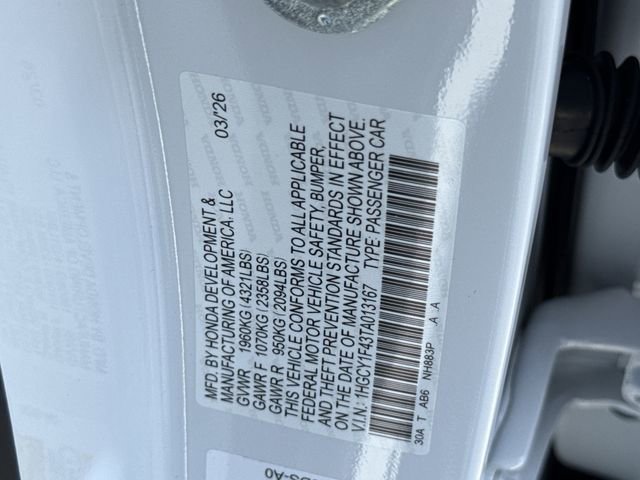 MFD. BY HONDA DEVELOPMENT & 03/'26
MANUFACTURING OF AMERICA, LLC
GVWR 1960KG (4321LBS)
GAWR F 1070KG (2358LBS)
GAWR R 950KG (2094LBS)
THIS VEHICLE CONFORMS TO ALL APPLICABLE
FEDERAL MOTOR VEHICLE SAFETY, BUMPER,
AND THEFT PREVENTION STANDARDS IN EFFECT
ON THE DATE OF MANUFACTURE SHOWN ABOVE.
V.I.N.: 1HGCY1F43TA013167 TYPE: PASSENGER CAR
30A T AB6 NH883P .A .A